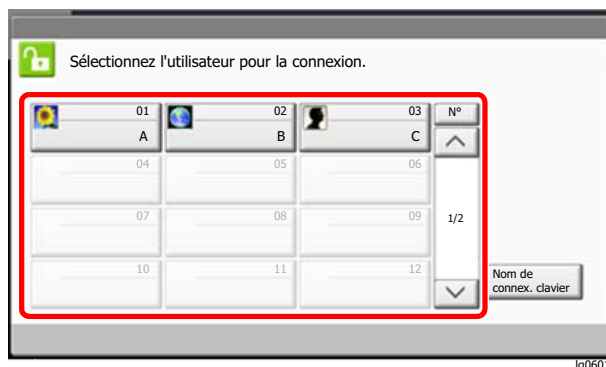 Sélectionnez l'utilisateur pour la connexion.
01 02 03 N°
A B C
04 05 06
07 08 09 1/2
10 11 12
Nom de
connex. clavier